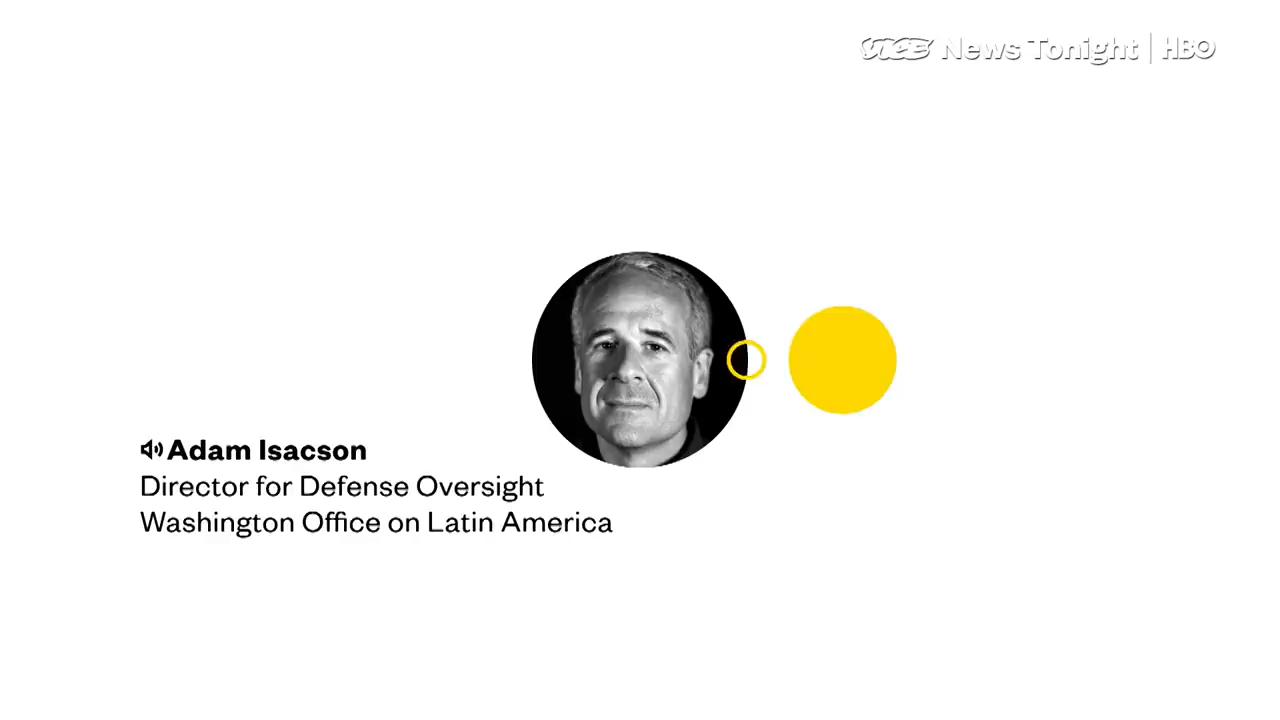 VICE News Tonight | HBO
Adam Isacson
Director for Defense Oversight
Washington Office on Latin America